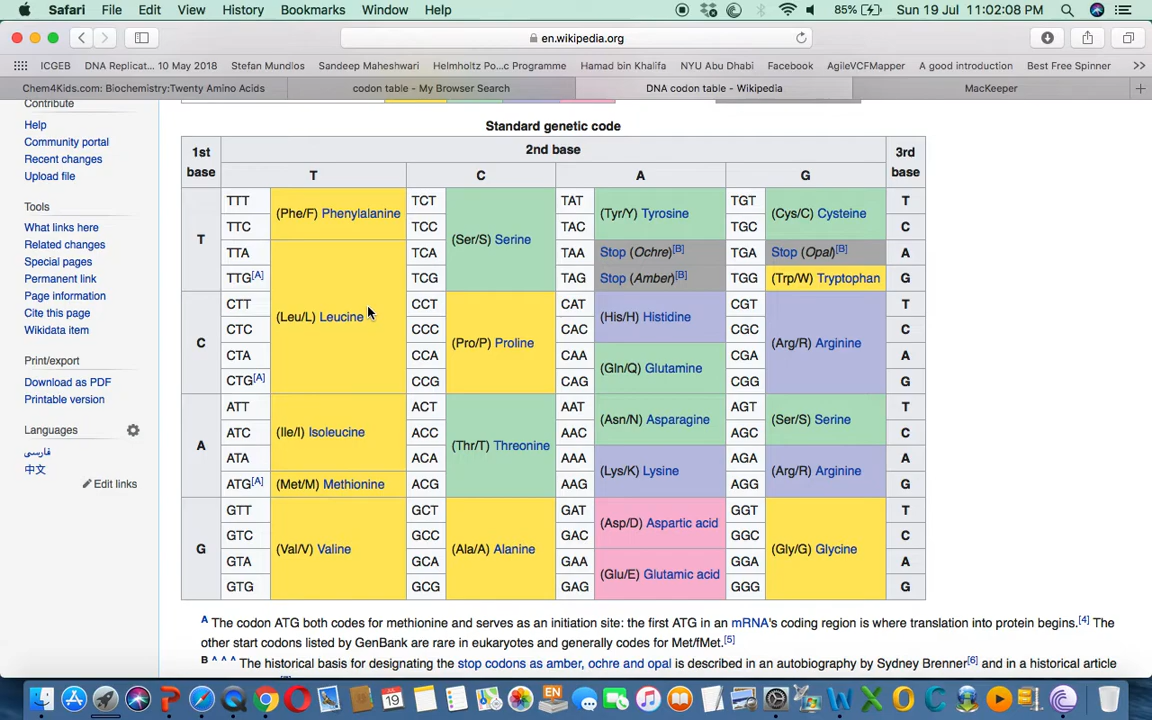 Safari File Edit View History Bookmarks Window Help 85% Sun 19 Jul 11:02:08 PM
en.wikipedia.org
ICGEB DNA Replicat... 10 May 2018 Stefan Mundlos Sandeep Maheshwari Helmholtz Po...c Programme Hamad bin Khalifa NYU Abu Dhabi Facebook AgileVCFMapper A good introduction Best Free Spinner
Chem4Kids.com: Biochemistry:Twenty Amino Acids codon table - My Browser Search DNA codon table - Wikipedia MacKeeper
Contribute
Help
Community portal
Recent changes
Upload file
Tools
What links here
Related changes
Special pages
Permanent link
Page information
Cite this page
Wikidata item
Print/export
Download as PDF
Printable version
Languages
فارسی
中文
Edit links
Standard genetic code
1st base 2nd base 3rd base
T C A G
T TTT (Phe/F) Phenylalanine TCT (Ser/S) Serine TAT (Tyr/Y) Tyrosine TGT (Cys/C) Cysteine T
TTC TCC TAC TGC C
TTA (Leu/L) Leucine TCA TAA Stop (Ochre)[B] TGA Stop (Opal)[B] A
TTG[A] TCG TAG Stop (Amber)[B] TGG (Trp/W) Tryptophan G
C CTT CCT (Pro/P) Proline CAT (His/H) Histidine CGT (Arg/R) Arginine T
CTC CCC CAC CGC C
CTA CCA CAA (Gln/Q) Glutamine CGA A
CTG[A] CCG CAG CGG G
A ATT (Ile/I) Isoleucine ACT (Thr/T) Threonine AAT (Asn/N) Asparagine AGT (Ser/S) Serine T
ATC ACC AAC AGC C
ATA ACA AAA (Lys/K) Lysine AGA (Arg/R) Arginine A
ATG[A] (Met/M) Methionine ACG AAG AGG G
G GTT (Val/V) Valine GCT (Ala/A) Alanine GAT (Asp/D) Aspartic acid GGT (Gly/G) Glycine T
GTC GCC GAC GGC C
GTA GCA GAA (Glu/E) Glutamic acid GGA A
GTG GCG GAG GGG G
A The codon ATG both codes for methionine and serves as an initiation site: the first ATG in an mRNA's coding region is where translation into protein begins.[4] The
other start codons listed by GenBank are rare in eukaryotes and generally codes for Met/fMet.[5]
B ^ ^ ^ The historical basis for designating the stop codons as amber, ochre and opal is described in an autobiography by Sydney Brenner[6] and in a historical article